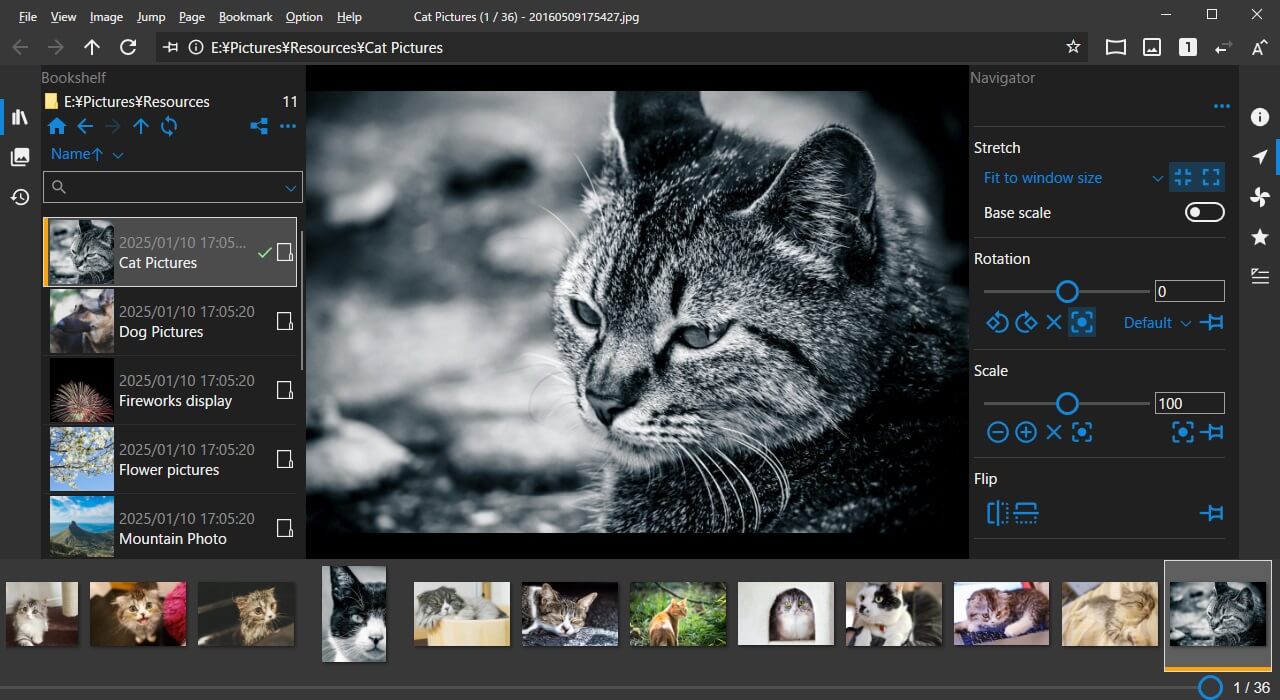 File View Image Jump Page Bookmark Option Help Cat Pictures (1 / 36) - 20160509175427.jpg
E:¥Pictures¥Resources¥Cat Pictures
1
A
Bookshelf
E:¥Pictures¥Resources 11
Name↑
2025/01/10 17:05...
Cat Pictures
2025/01/10 17:05:20
Dog Pictures
2025/01/10 17:05:20
Fireworks display
2025/01/10 17:05:20
Flower pictures
2025/01/10 17:05:20
Mountain Photo
Navigator
Stretch
Fit to window size
Base scale
Rotation
0
Default
Scale
100
Flip
1 / 36